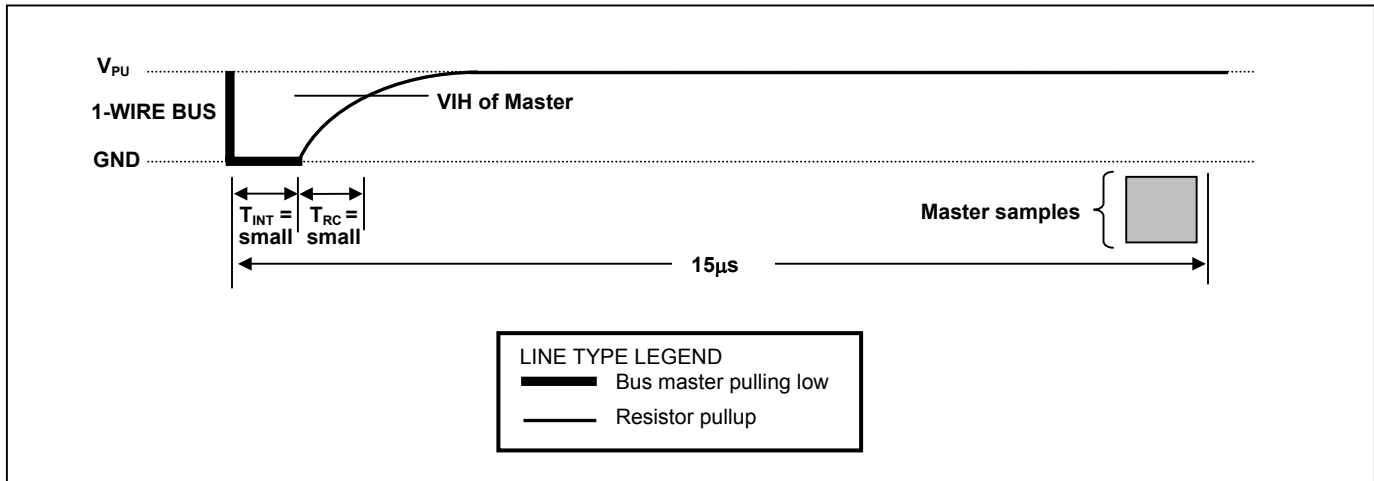 VPU
1-WIRE BUS
GND
VIH of Master
TINT =
small
TRC =
small
Master samples
15μs
LINE TYPE LEGEND
Bus master pulling low
Resistor pullup